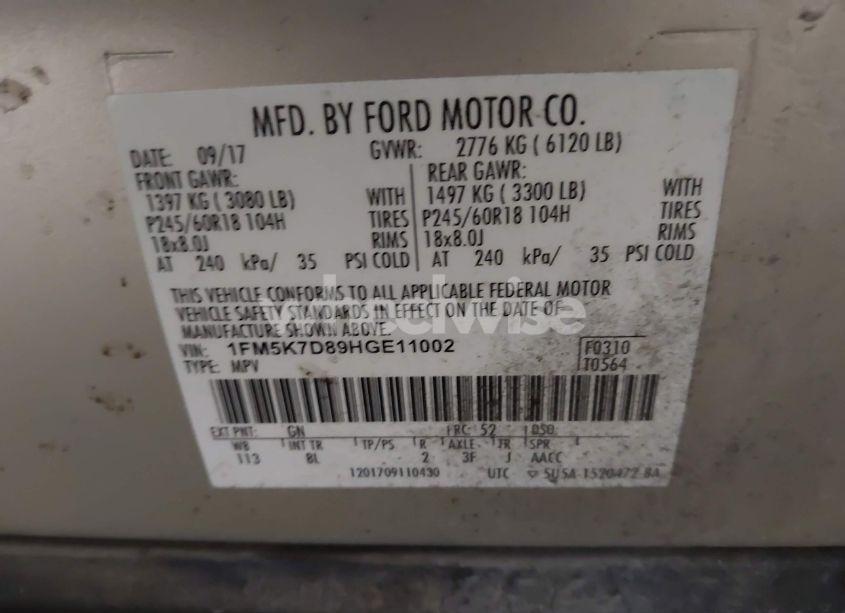 MFD. BY FORD MOTOR CO.
DATE: 09/17 GVWR: 2776 KG ( 6120 LB)
FRONT GAWR: REAR GAWR:
1397 KG ( 3080 LB) WITH 1497 KG ( 3300 LB) WITH
P245/60R18 104H TIRES P245/60R18 104H TIRES
18x8.0J RIMS 18x8.0J RIMS
AT 240 kPa/ 35 PSI COLD AT 240 kPa/ 35 PSI COLD
THIS VEHICLE CONFORMS TO ALL APPLICABLE FEDERAL MOTOR
VEHICLE SAFETY STANDARDS IN EFFECT ON THE DATE OF
MANUFACTURE SHOWN ABOVE.
VIN: 1FM5K7D89HGE11002 F0310
TYPE: MPV T0564
EXT PNT: GN RC: 52 DSO:
WB INT TR TP/PS R AXLE TR SPR
113 8L 2 3F J AACC
1201709110430 UTC 5U5A-1520472-BA